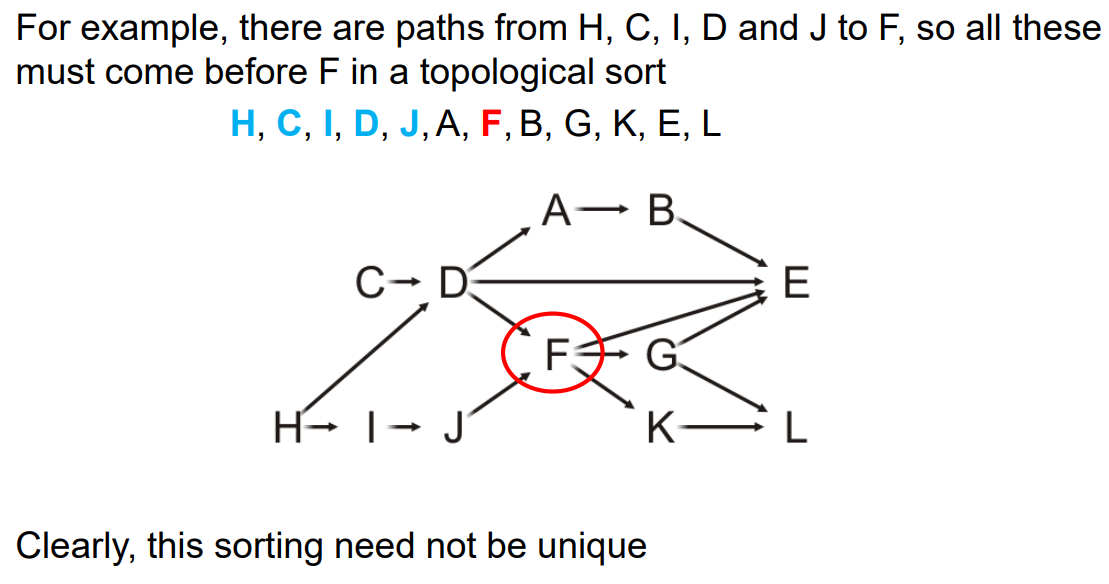 For example, there are paths from H, C, I, D and J to F, so all these
must come before F in a topological sort
H, C, I, D, J, A, F, B, G, K, E, L
A B
C D E
F G
H I J K L
Clearly, this sorting need not be unique